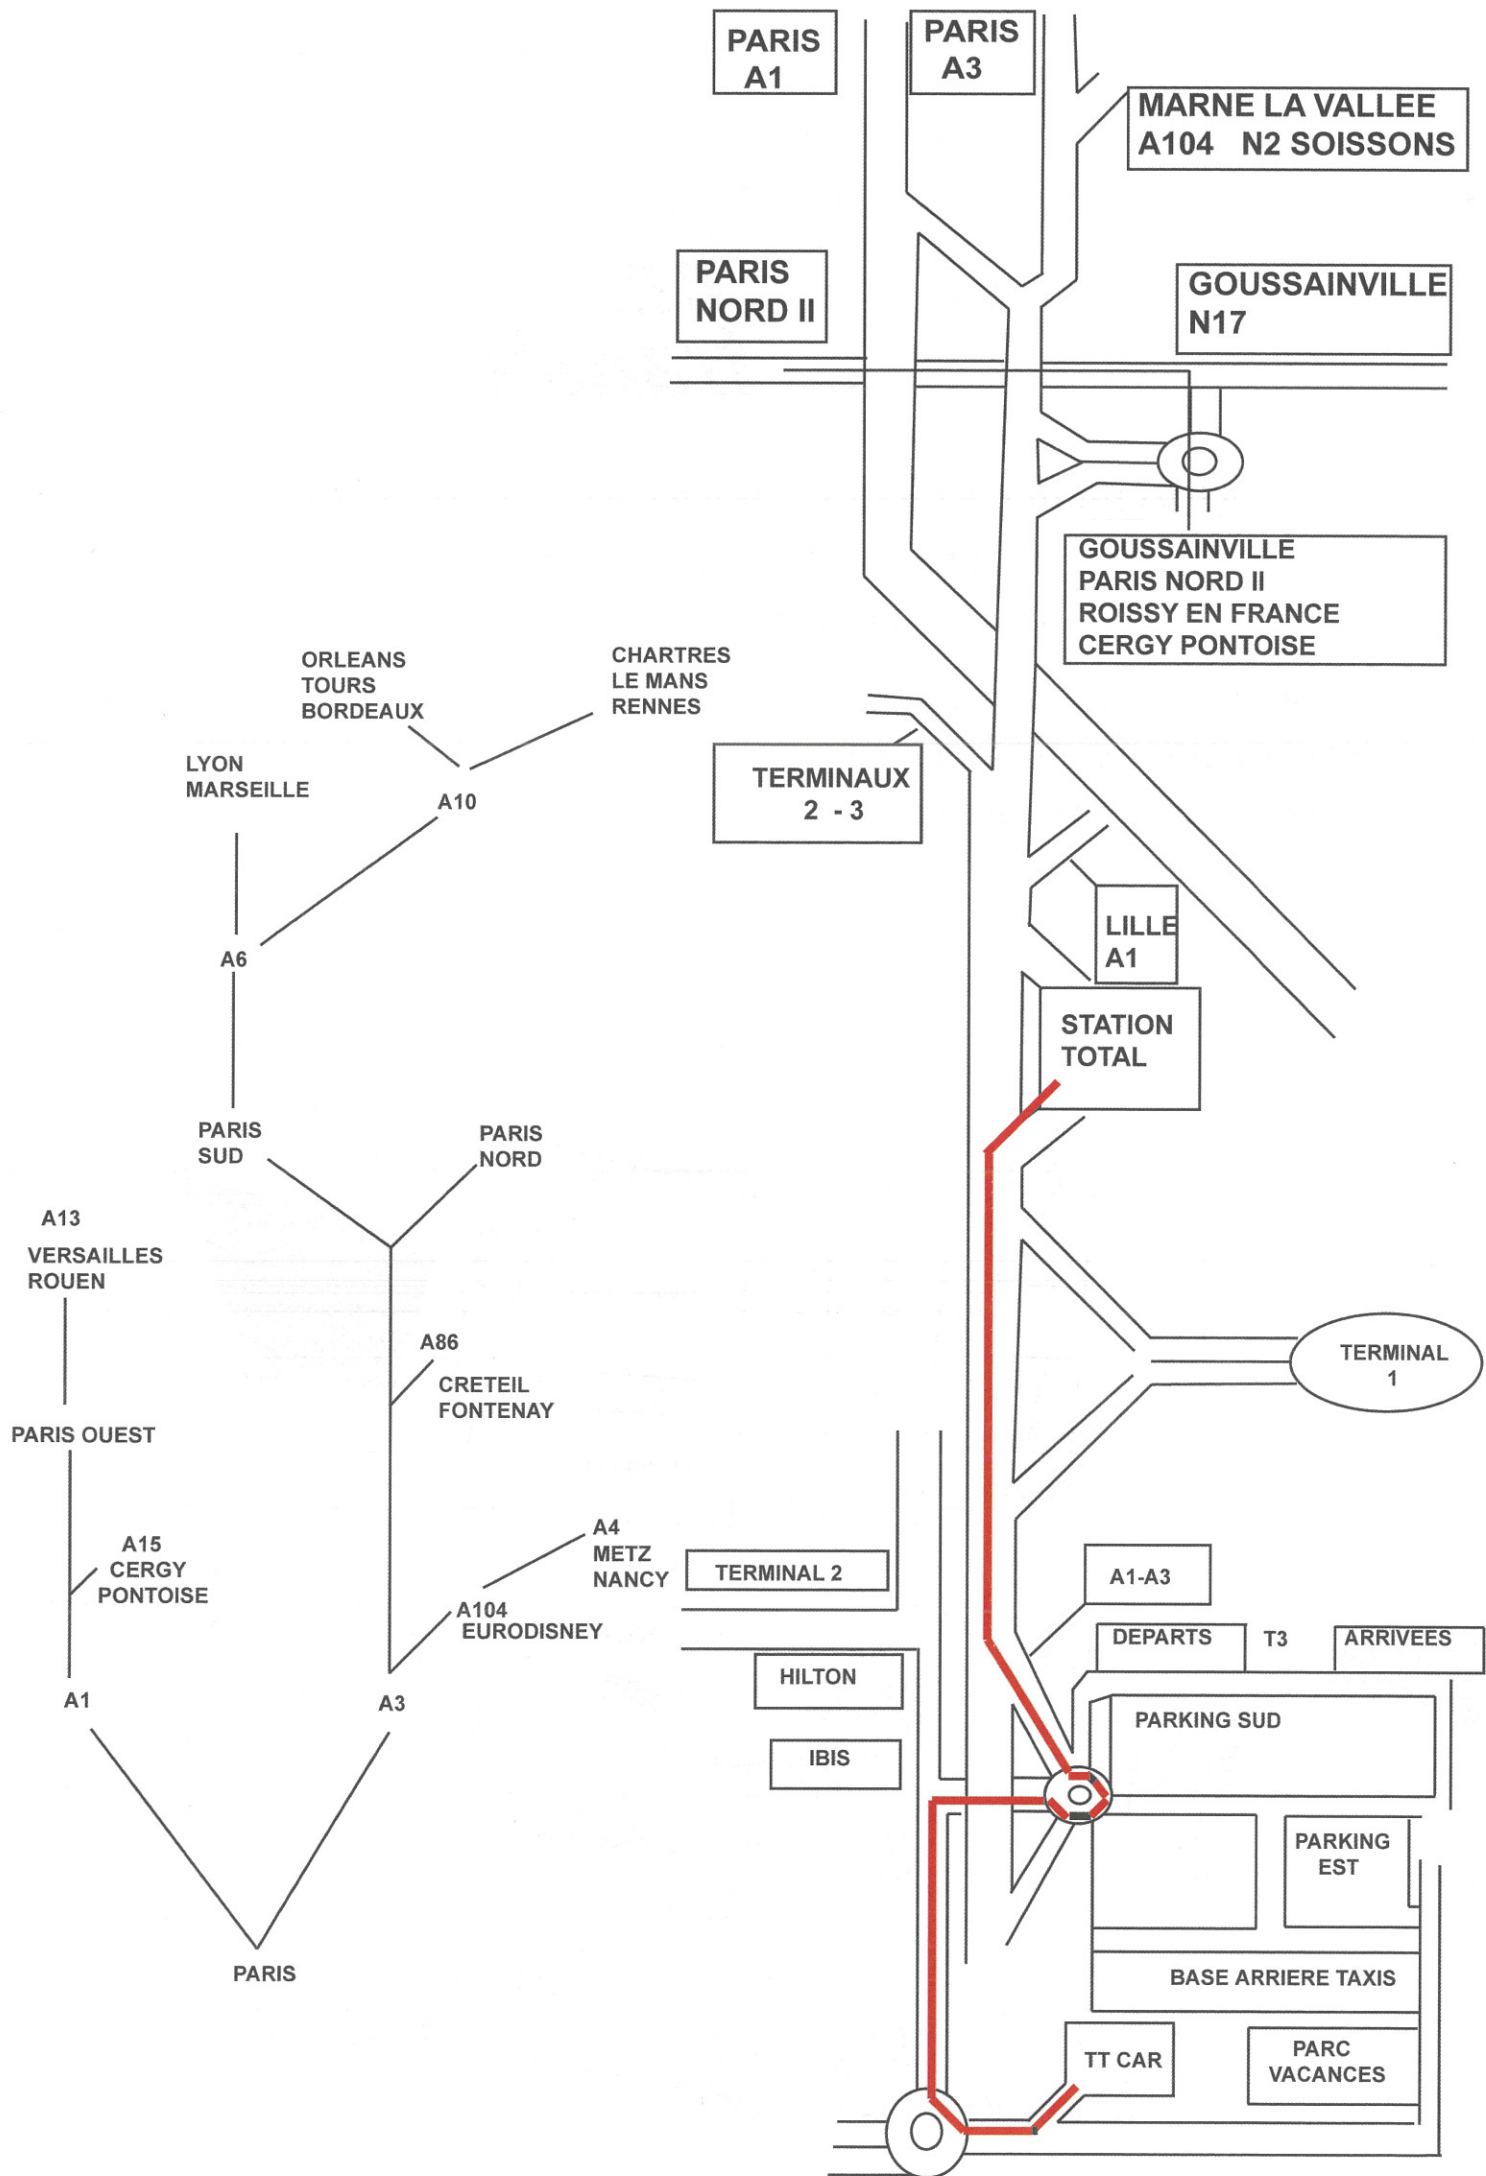 PARIS
A1
PARIS
A3
MARNE LA VALLEE
A104 N2 SOISSONS
PARIS
NORD II
GOUSSAINVILLE
N17
GOUSSAINVILLE
PARIS NORD II
ROISSY EN FRANCE
CERGY PONTOISE
ORLEANS
TOURS
BORDEAUX
CHARTRES
LE MANS
RENNES
LYON
MARSEILLE
A10
TERMINAUX
2 - 3
A6
LILLE
A1
STATION
TOTAL
PARIS
SUD
PARIS
NORD
A13
VERSAILLES
ROUEN
A86
CRETEIL
FONTENAY
TERMINAL
1
PARIS OUEST
A15
CERGY
PONTOISE
A4
METZ
NANCY
A104
EURODISNEY
TERMINAL 2
A1-A3
DEPARTS
T3
ARRIVEES
HILTON
A1
A3
PARKING SUD
IBIS
PARKING
EST
PARIS
BASE ARRIERE TAXIS
TT CAR
PARC
VACANCES